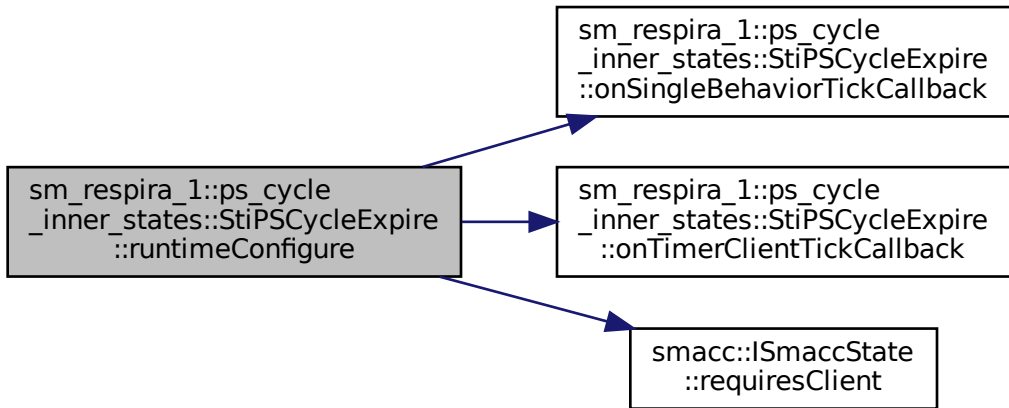 sm_respira_1::ps_cycle
_inner_states::StiPSCycleExpire
::onSingleBehaviorTickCallback
sm_respira_1::ps_cycle
_inner_states::StiPSCycleExpire
::runtimeConfigure
sm_respira_1::ps_cycle
_inner_states::StiPSCycleExpire
::onTimerClientTickCallback
smacc::ISmaccState
::requiresClient